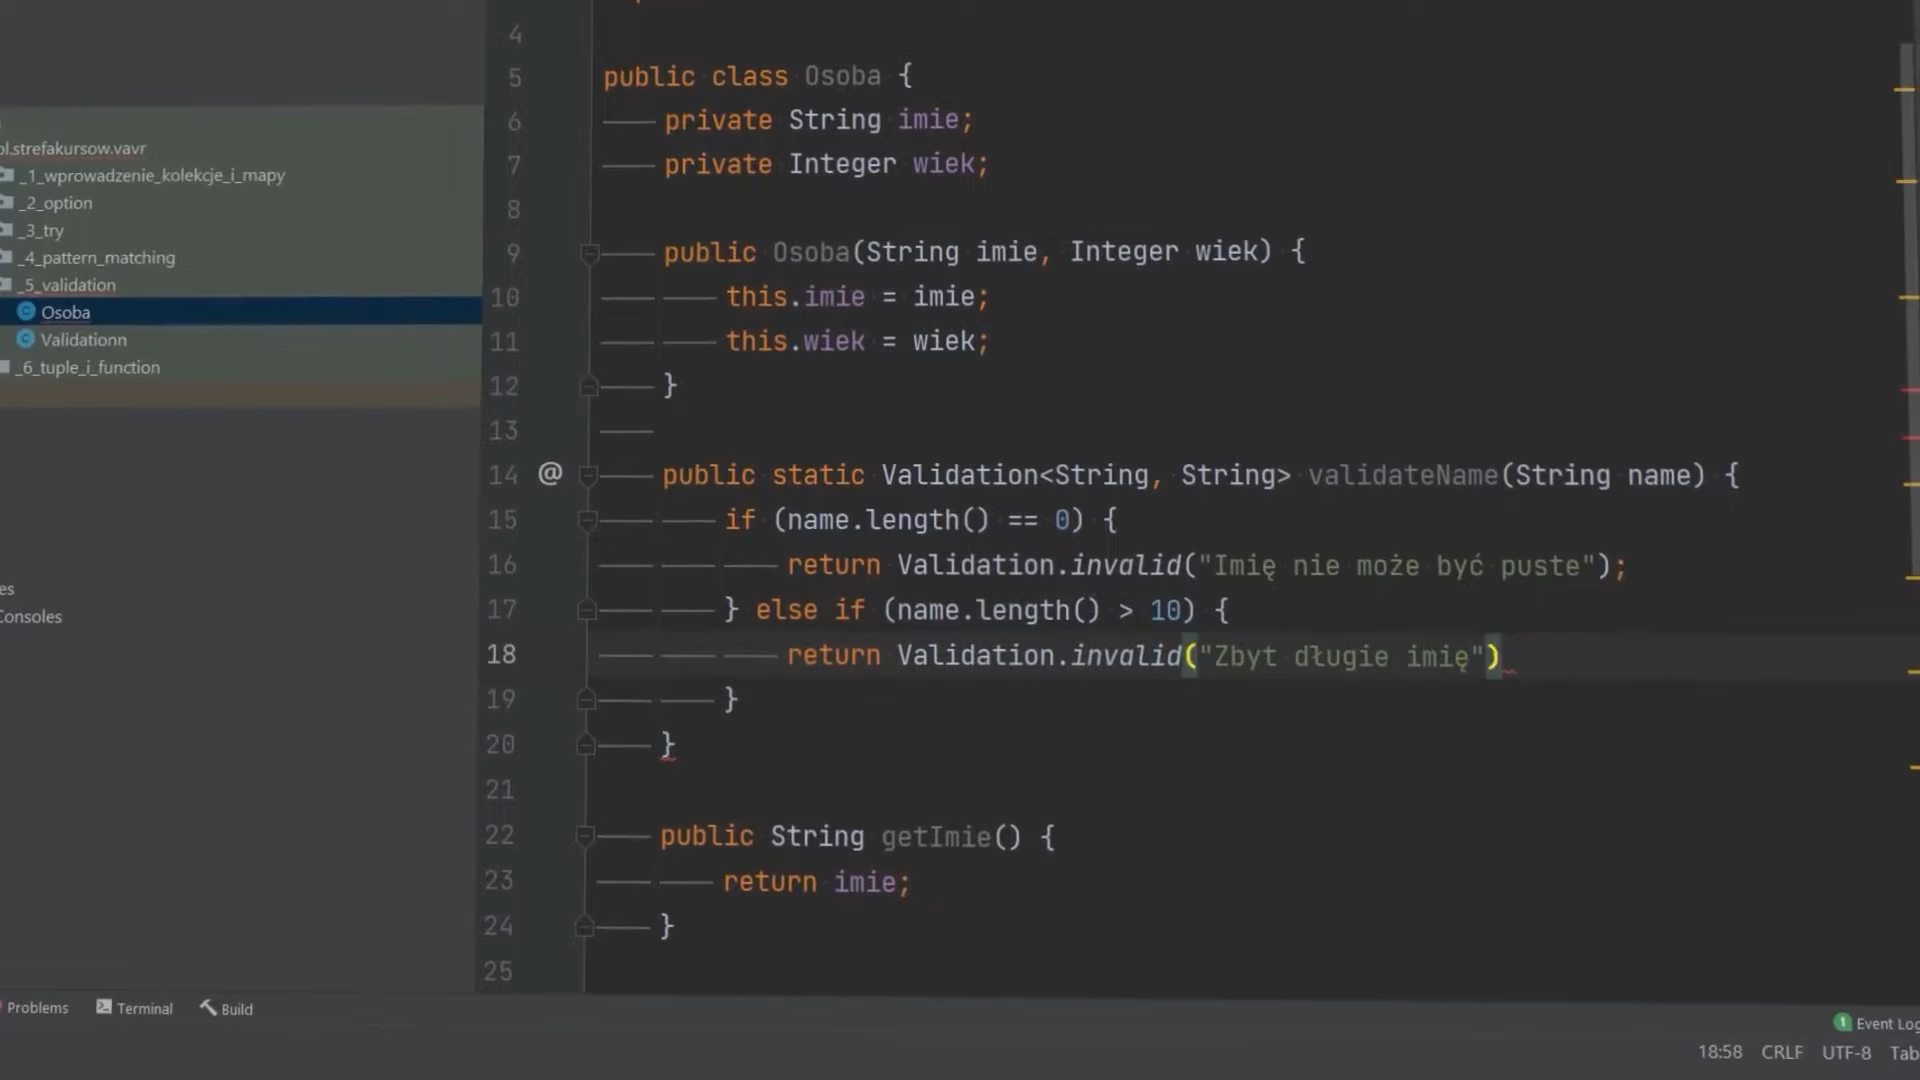 pl.strefakursow.vavr
_1_wprowadzenie_kolekcje_i_mapy
_2_option
_3_try
_4_pattern_matching
_5_validation
Osoba
Validationn
_6_tuple_i_function
es
Consoles
4
5 public class Osoba {
6 private String imie;
7 private Integer wiek;
8
9 public Osoba(String imie, Integer wiek) {
10 this.imie = imie;
11 this.wiek = wiek;
12 }
13
14 @ public static Validation<String, String> validateName(String name) {
15 if (name.length() == 0) {
16 return Validation.invalid("Imię nie może być puste");
17 } else if (name.length() > 10) {
18 return Validation.invalid("Zbyt długie imię")
19 }
20 }
21
22 public String getImie() {
23 return imie;
24 }
25
Problems Terminal Build
1 Event Log
18:58 CRLF UTF-8 Tab